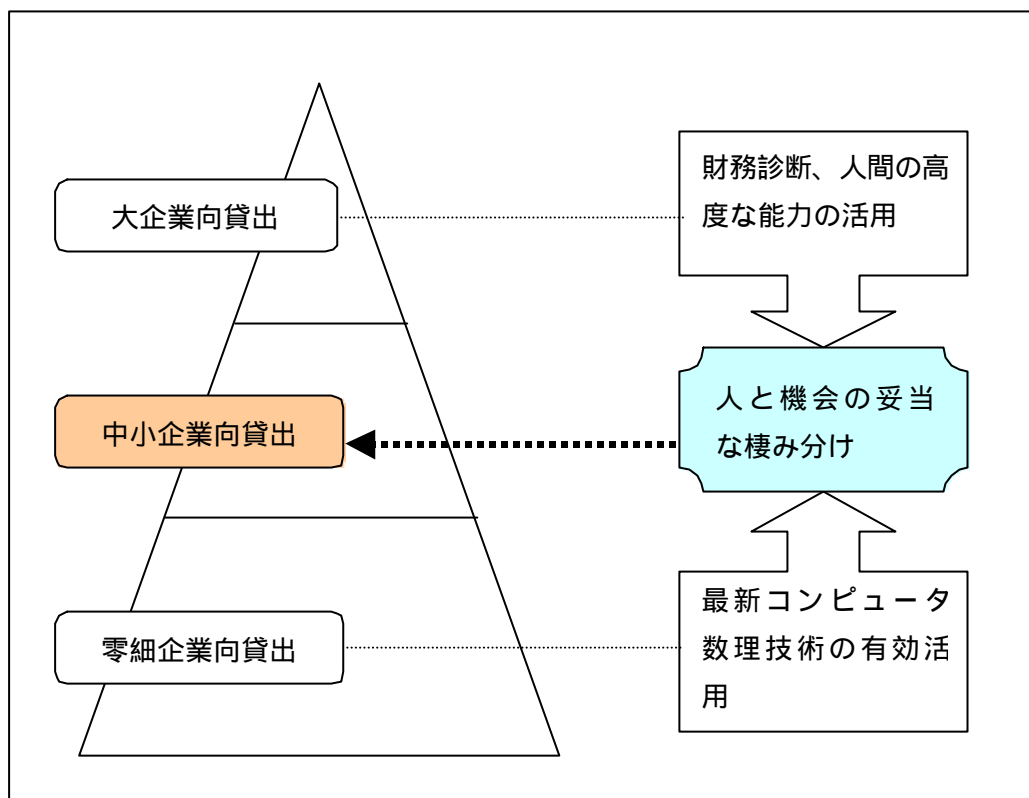 大企業向貸出
財務診断、人間の高
度な能力の活用
中小企業向貸出
人と機会の妥当
な棲み分け
零細企業向貸出
最新コンピュータ
数理技術の有効活
用